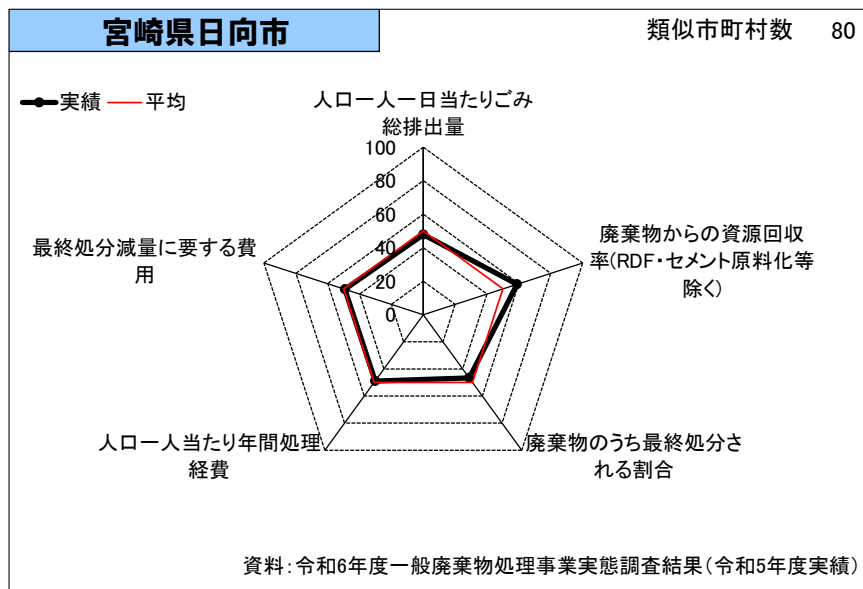 宮崎県日向市
類似市町村数 80
実績 平均
人口一人一日当たりごみ
総排出量
100
80
60
40
20
0
廃棄物からの資源回収
率(RDF・セメント原料化等
除く)
最終処分減量に要する費
用
人口一人当たり年間処理
経費
廃棄物のうち最終処分さ
れる割合
資料:令和6年度一般廃棄物処理事業実態調査結果(令和5年度実績)